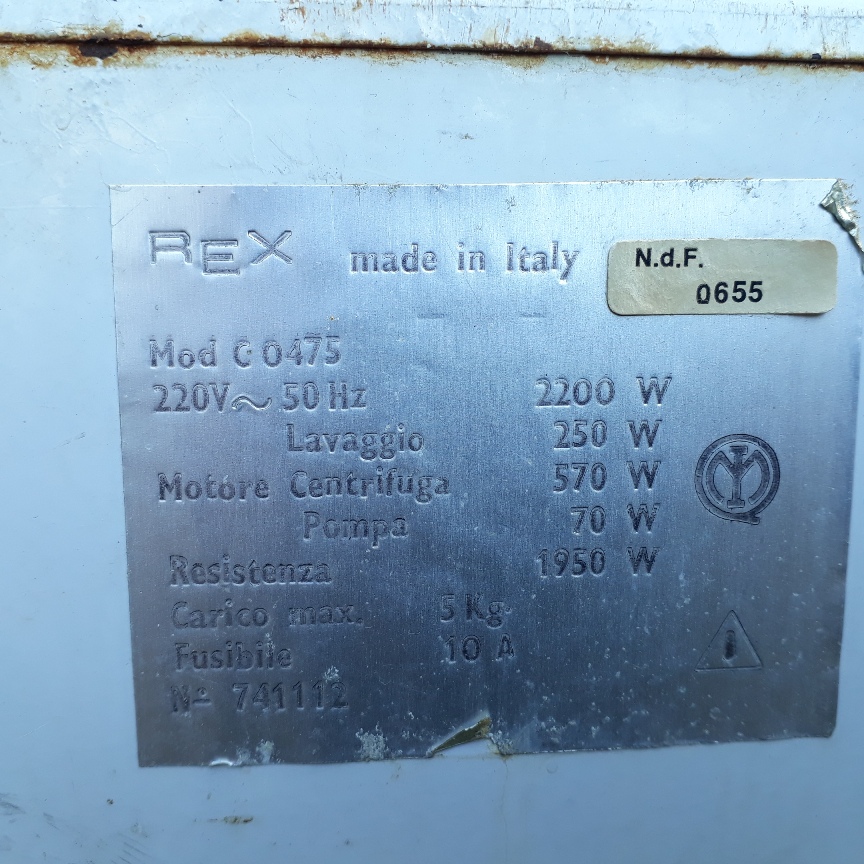 REX made in Italy
N.d.F.
0655
Mod C 0475
220V~ 50 Hz 2200 W
Lavaggio 250 W
Motore Centrifuga 570 W
Pompa 70 W
Resistenza 1950 W
Carico max. 5 Kg.
Fusibile 10 A
Nº 741112